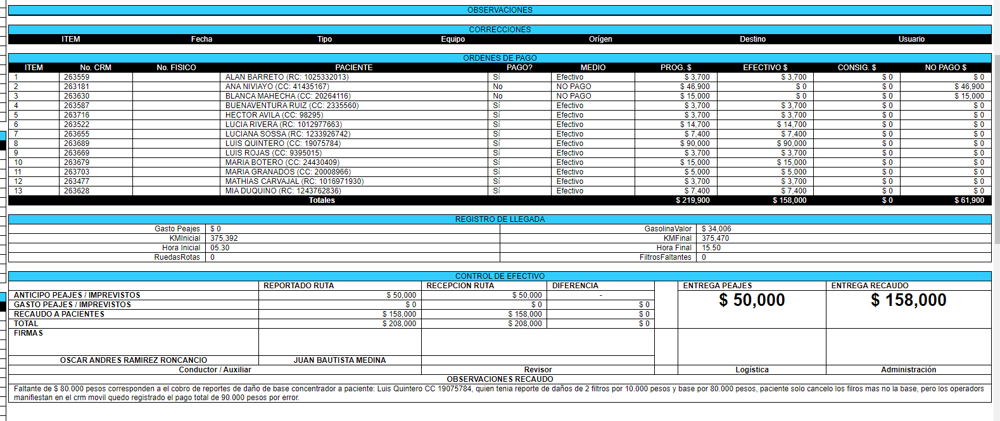 OBSERVACIONES
CORRECCIONES
ITEM Fecha Tipo Equipo Orígen Destino Usuario
ORDENES DE PAGO
ITEM No. CRM No. FISICO PACIENTE PAGO? MEDIO PROG. $ EFECTIVO $ CONSIG. $ NO PAGO $
1 263559 ALAN BARRETO (RC: 1025332013) Sí Efectivo $ 3,700 $ 3,700 $ 0 $ 0
2 263181 ANA NIVIAYO (CC: 41435167) No NO PAGO $ 46,900 $ 0 $ 0 $ 46,900
3 263630 BLANCA MAHECHA (CC: 20264116) No NO PAGO $ 15,000 $ 0 $ 0 $ 15,000
4 263587 BUENAVENTURA RUIZ (CC: 2335560) Sí Efectivo $ 3,700 $ 3,700 $ 0 $ 0
5 263716 HECTOR AVILA (CC: 98295) Sí Efectivo $ 3,700 $ 3,700 $ 0 $ 0
6 263522 LUCIA RIVERA (RC: 1012977663) Sí Efectivo $ 14,700 $ 14,700 $ 0 $ 0
7 263655 LUCIANA SOSSA (RC: 1233926742) Sí Efectivo $ 7,400 $ 7,400 $ 0 $ 0
8 263689 LUIS QUINTERO (CC: 19075784) Sí Efectivo $ 90,000 $ 90,000 $ 0 $ 0
9 263669 LUIS ROJAS (CC: 9395015) Sí Efectivo $ 3,700 $ 3,700 $ 0 $ 0
10 263679 MARIA BOTERO (CC: 24430409) Sí Efectivo $ 15,000 $ 15,000 $ 0 $ 0
11 263703 MARIA GRANADOS (CC: 20008966) Sí Efectivo $ 5,000 $ 5,000 $ 0 $ 0
12 263477 MATHIAS CARVAJAL (RC: 1016971930) Sí Efectivo $ 3,700 $ 3,700 $ 0 $ 0
13 263628 MIA DUQUINO (RC: 1243762836) Sí Efectivo $ 7,400 $ 7,400 $ 0 $ 0
Totales $ 219,900 $ 158,000 $ 0 $ 61,900
REGISTRO DE LLEGADA
Gasto Peajes $ 0 GasolinaValor $ 34,006
KMInicial 375,392 KMFinal 375,470
Hora Inicial 05.30 Hora Final 15.50
RuedasRotas 0 FiltrosFaltantes 0
CONTROL DE EFECTIVO
REPORTADO RUTA RECEPCION RUTA DIFERENCIA ENTREGA PEAJES ENTREGA RECAUDO
ANTICIPO PEAJES / IMPREVISTOS $ 50,000 $ 50,000 - $ 50,000 $ 158,000
GASTO PEAJES / IMPREVISTOS $ 0 $ 0 $ 0
RECAUDO A PACIENTES $ 158,000 $ 158,000 $ 0
TOTAL $ 208,000 $ 208,000 $ 0
FIRMAS
OSCAR ANDRES RAMIREZ RONCANCIO JUAN BAUTISTA MEDINA
Conductor / Auxiliar Revisor Logística Administración
OBSERVACIONES RECAUDO
Faltante de $ 80.000 pesos corresponden a el cobro de reportes de daño de base concentrador a paciente: Luis Quintero CC 19075784, quien tenia reporte de daños de 2 filtros por 10.000 pesos y base por 80.000 pesos, paciente solo cancelo los filros mas no la base, pero los operadors
manifiestan en el crm movil quedo registrado el pago total de 90.000 pesos por error.